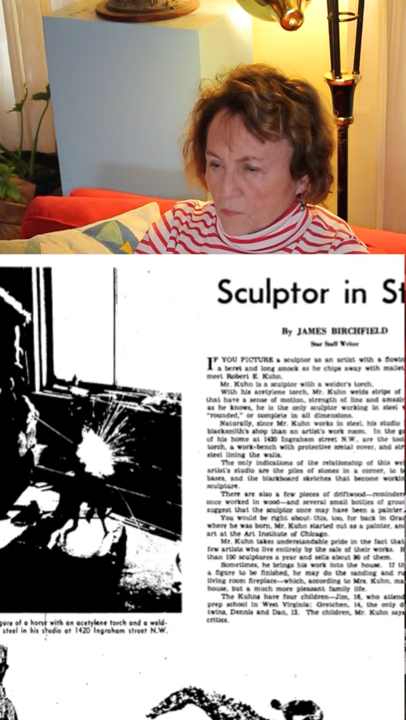 Sculptor in St
By JAMES BIRCHFIELD
Star Staff Writer
IF YOU PICTURE a sculptor as an artist with a flowin
a beret and long smock as he chips away with mallet
meet Robert E. Kuhn.
Mr. Kuhn is a sculptor with a welder's torch.
With his acetylene torch, Mr. Kuhn welds strips of
that have a sense of motion, strength of line and amazin
as he knows, he is the only sculptor working in steel
"rounded," or complete in all dimensions.
Naturally, since Mr. Kuhn works in steel, his studio
blacksmith's shop than an artist's work room. In the g
of his home at 1420 Ingraham street N.W. are the tool
torch, a work-bench with protective metal cover, and str
steel lining the walls.
The only indications of the relationship of this wel
artist's studio are the piles of stones in a corner, to b
bases, and the blackboard sketches that become workin
sculpture.
There are also a few pieces of driftwood—reminder
once worked in wood—and several small bottles of grou
suggest that the sculptor once may have been a painter.
You would be right about this, too, for back in Gran
where he was born, Mr. Kuhn started out as a painter, and
art at the Art Institute of Chicago.
Mr. Kuhn takes understandable pride in the fact that
few artists who live entirely by the sale of their works. H
than 100 sculptures a year and sells about 90 of them.
Sometimes, he brings his work into the house. If th
a figure to be finished, he may do the sanding and ru
living room fireplace—which, according to Mrs. Kuhn, ma
house, but a much more pleasant family life.
The Kuhns have four children—Jim, 16, who attend
prep school in West Virginia; Gretchen, 14, the only d
twins, Dennis and Dan, 13. The children, Mr. Kuhn says
critics.
gure of a horse with an acetylene torch and a weld-
steel in his studio at 1420 Ingraham street N.W.